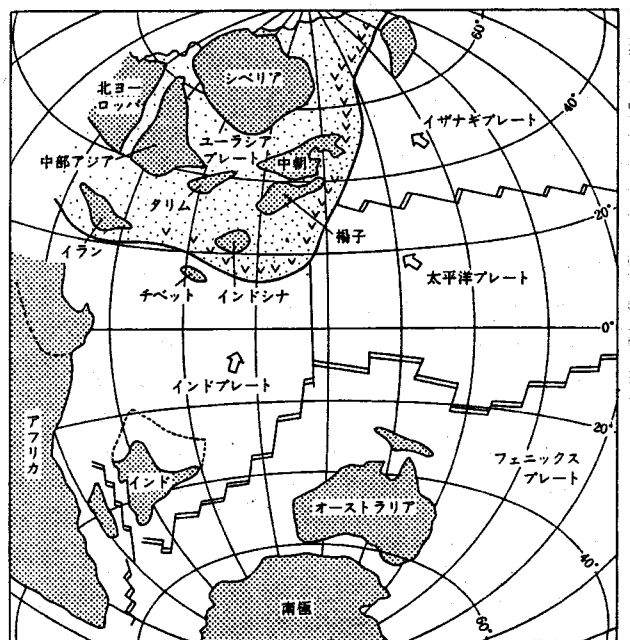 60°
シベリア
北ヨー
ロッパ
イザナギプレート
40°
ユーラシア
プレート
中朝
中部アジア
タリム
20°
揚子
イラン
太平洋プレート
チベット
インドシナ
0°
インドプレート
アフリカ
20°
フェニックス
プレート
インド
オーストラリア
40°
南極
60°